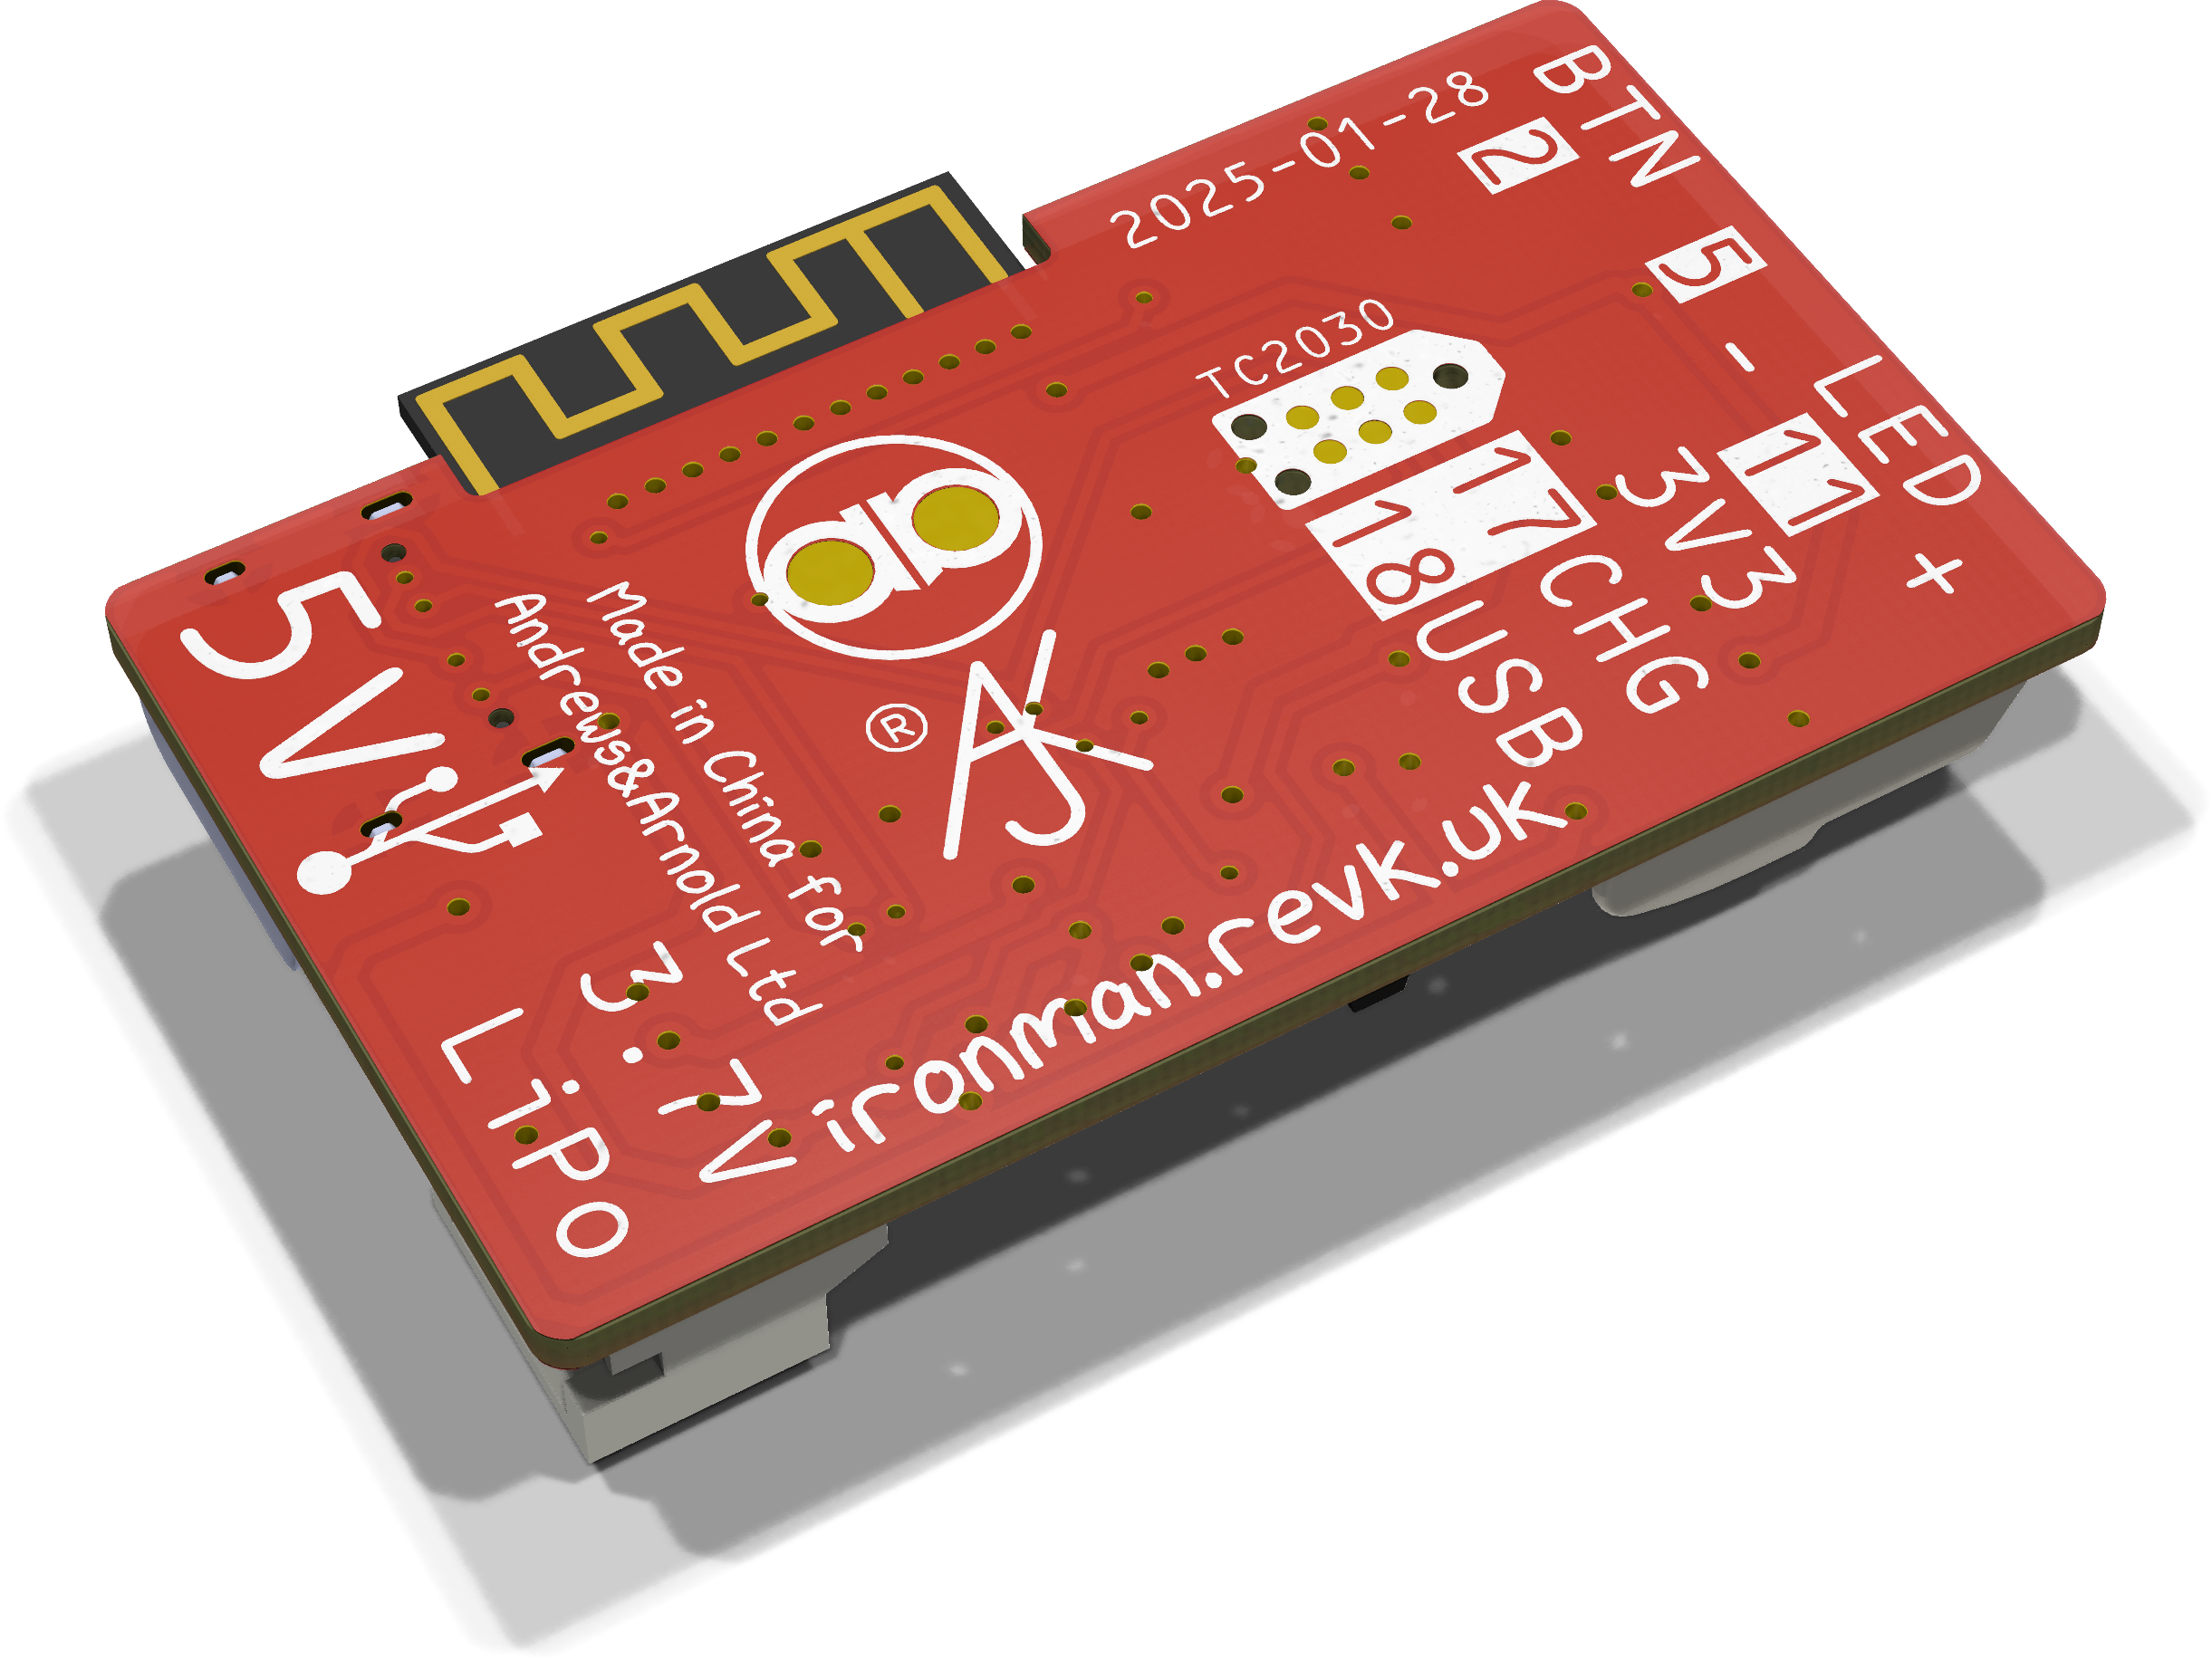 2025-01-28
BTN
2
5
-
LED
TC2030
11
3V3
+
17
18
CHG
USB
5V
Made in China for
Andrews&Arnold Ltd
®
ironman.revk.uk
3.7V
LiPo